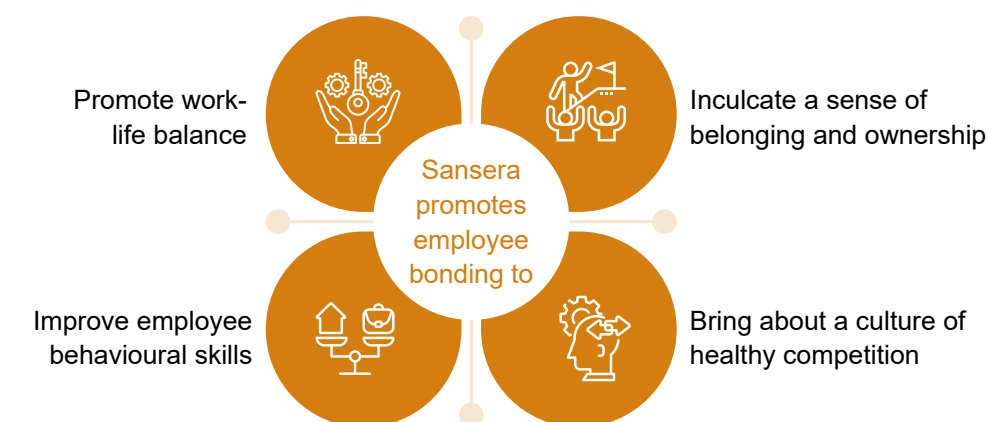 Promote work-
life balance
Inculcate a sense of
belonging and ownership
Sansera
promotes
employee
bonding to
Improve employee
behavioural skills
Bring about a culture of
healthy competition